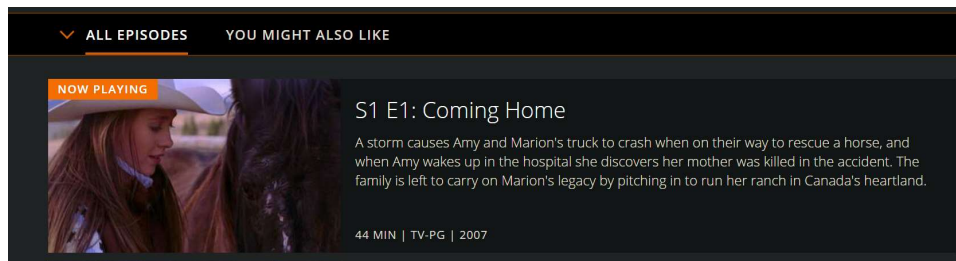 ALL EPISODES YOU MIGHT ALSO LIKE
NOW PLAYING
S1 E1: Coming Home
A storm causes Amy and Marion's truck to crash when on their way to rescue a horse, and
when Amy wakes up in the hospital she discovers her mother was killed in the accident. The
family is left to carry on Marion's legacy by pitching in to run her ranch in Canada's heartland.
44 MIN | TV-PG | 2007